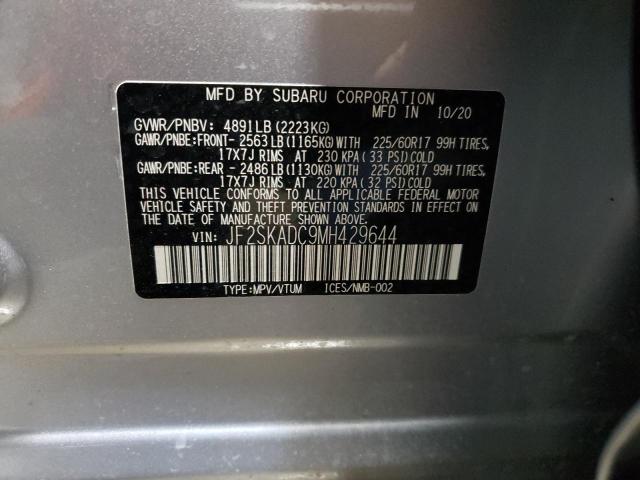 MFD BY SUBARU CORPORATION
MFD IN 10/20
GVWR/PNBV: 4891LB (2223KG)
GAWR/PNBE:FRONT- 2563LB (1165KG)WITH 225/60R17 99H TIRES,
17X7J RIMS AT 230 KPA (33 PSI)COLD
GAWR/PNBE:REAR - 2486LB (1130KG)WITH 225/60R17 99H TIRES,
17X7J RIMS AT 220 KPA (32 PSI)COLD
THIS VEHICLE CONFORMS TO ALL APPLICABLE FEDERAL MOTOR
VEHICLE SAFETY AND THEFT PREVENTION STANDARDS IN EFFECT ON
THE DATE OF MANUFACTURE SHOWN ABOVE.
VIN: JF2SKADC9MH429644
TYPE:MPV/VTUM ICES/NMB-002